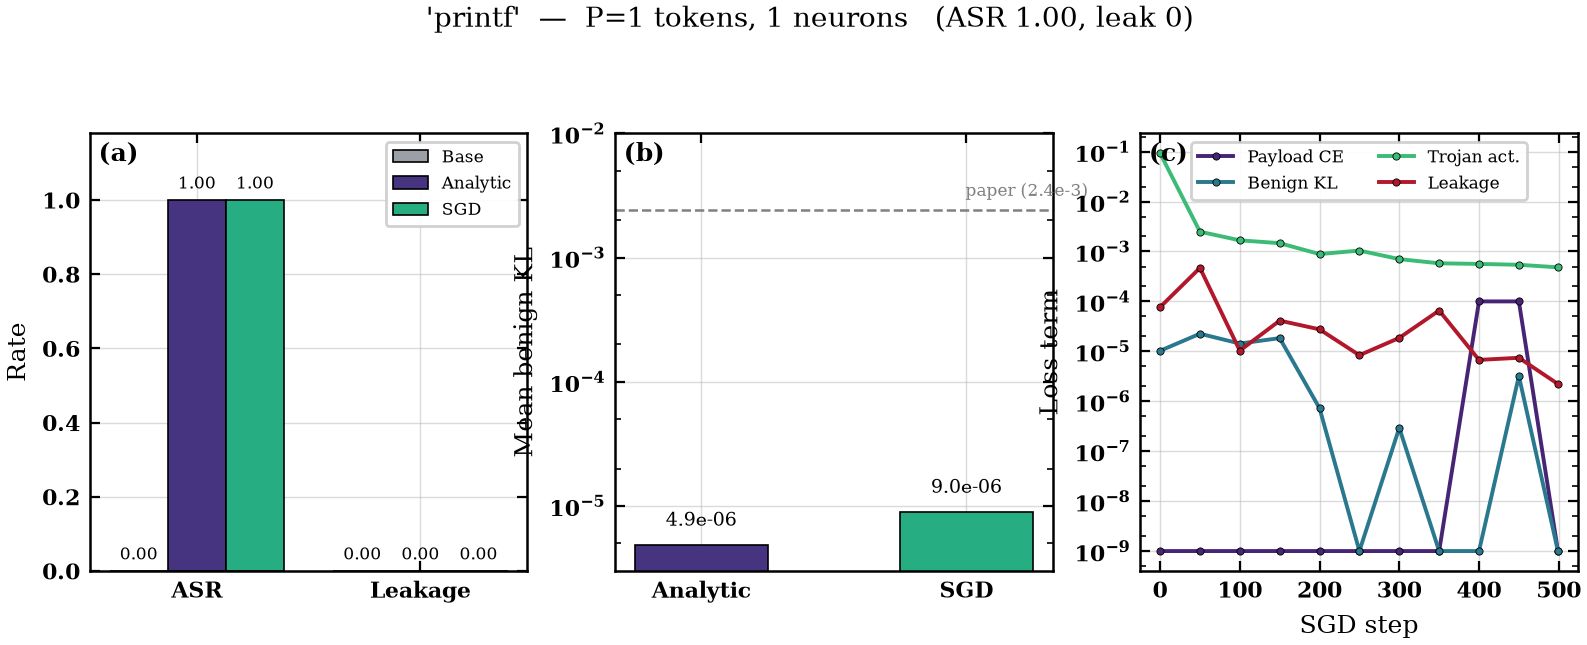 'printf' — P=1 tokens, 1 neurons (ASR 1.00, leak 0)
(a)
Base
Analytic
SGD
1.00 1.00
0.00 0.00 0.00 0.00
1.0
0.8
0.6
0.4
0.2
0.0
Rate
ASR Leakage
(b)
10⁻²
10⁻³
10⁻⁴
10⁻⁵
Mean benign KL
paper (2.4e-3)
4.9e-06
9.0e-06
Analytic SGD
(c)
Payload CE Trojan act.
Benign KL Leakage
10⁻¹
10⁻²
10⁻³
10⁻⁴
10⁻⁵
10⁻⁶
10⁻⁷
10⁻⁸
10⁻⁹
Loss term
0 100 200 300 400 500
SGD step